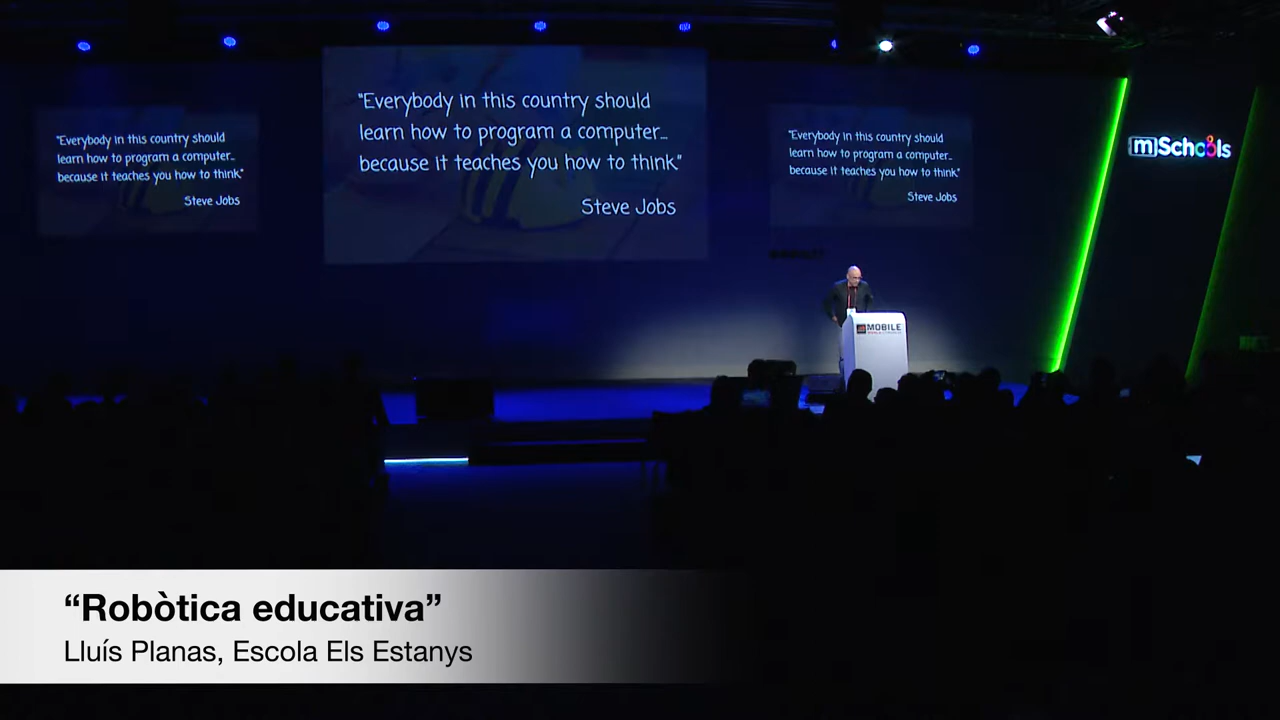 "Everybody in this country should
learn how to program a computer...
because it teaches you how to think."
Steve Jobs
"Everybody in this country should
learn how to program a computer...
because it teaches you how to think."
Steve Jobs
"Everybody in this country should
learn how to program a computer...
because it teaches you how to think."
Steve Jobs
[m]Schools
MOBILE
“Robòtica educativa”
Lluís Planas, Escola Els Estanys